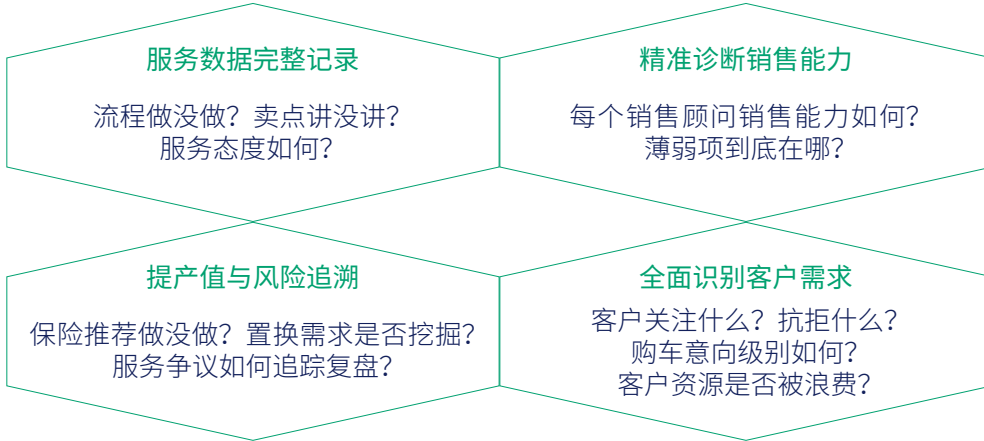 服务数据完整记录
流程做没做？卖点讲没讲？
服务态度如何？
精准诊断销售能力
每个销售顾问销售能力如何？
薄弱项到底在哪？
提产值与风险追溯
保险推荐做没做？置换需求是否挖掘？
服务争议如何追踪复盘？
全面识别客户需求
客户关注什么？抗拒什么？
购车意向级别如何？
客户资源是否被浪费？